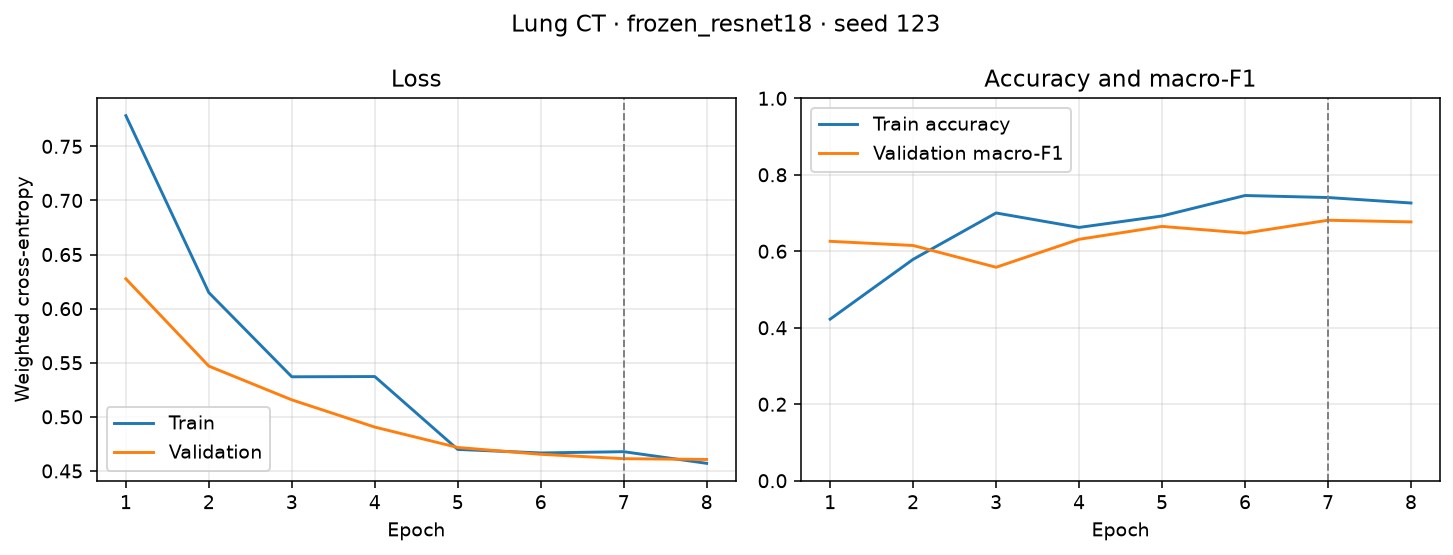 Lung CT · frozen_resnet18 · seed 123
Loss
Weighted cross-entropy
0.75
0.70
0.65
0.60
0.55
0.50
0.45
Train
Validation
1 2 3 4 5 6 7 8
Epoch
Accuracy and macro-F1
1.0
0.8
0.6
0.4
0.2
0.0
Train accuracy
Validation macro-F1
1 2 3 4 5 6 7 8
Epoch